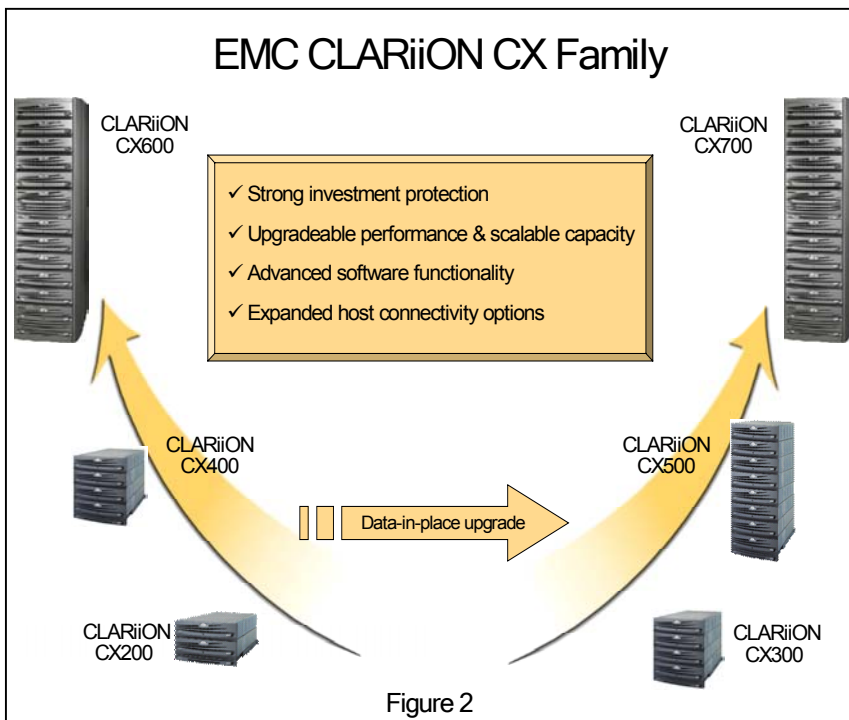 EMC CLARiiON CX Family
CLARiiON
CX600
CLARiiON
CX700
✓ Strong investment protection
✓ Upgradeable performance & scalable capacity
✓ Advanced software functionality
✓ Expanded host connectivity options
CLARiiON
CX400
CLARiiON
CX500
Data-in-place upgrade
CLARiiON
CX200
CLARiiON
CX300
Figure 2